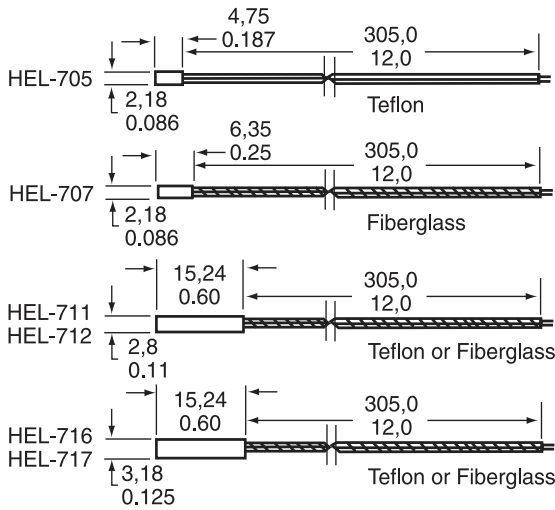 4,75
0.187
305,0
12,0
HEL-705
2,18
0.086
Teflon
6,35
0.25
305,0
12,0
HEL-707
2,18
0.086
Fiberglass
15,24
0.60
305,0
12,0
HEL-711
HEL-712
2,8
0.11
Teflon or Fiberglass
15,24
0.60
305,0
12,0
HEL-716
HEL-717
3,18
0.125
Teflon or Fiberglass